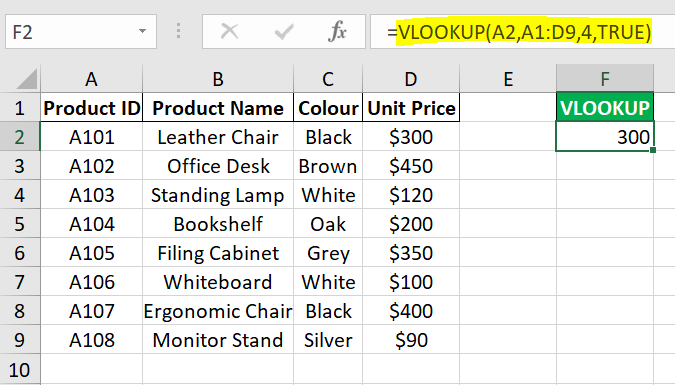 F2 fx =VLOOKUP(A2,A1:D9,4,TRUE)
A B C D E F
1 Product ID Product Name Colour Unit Price VLOOKUP
2 A101 Leather Chair Black $300 300
3 A102 Office Desk Brown $450
4 A103 Standing Lamp White $120
5 A104 Bookshelf Oak $200
6 A105 Filing Cabinet Grey $350
7 A106 Whiteboard White $100
8 A107 Ergonomic Chair Black $400
9 A108 Monitor Stand Silver $90
10